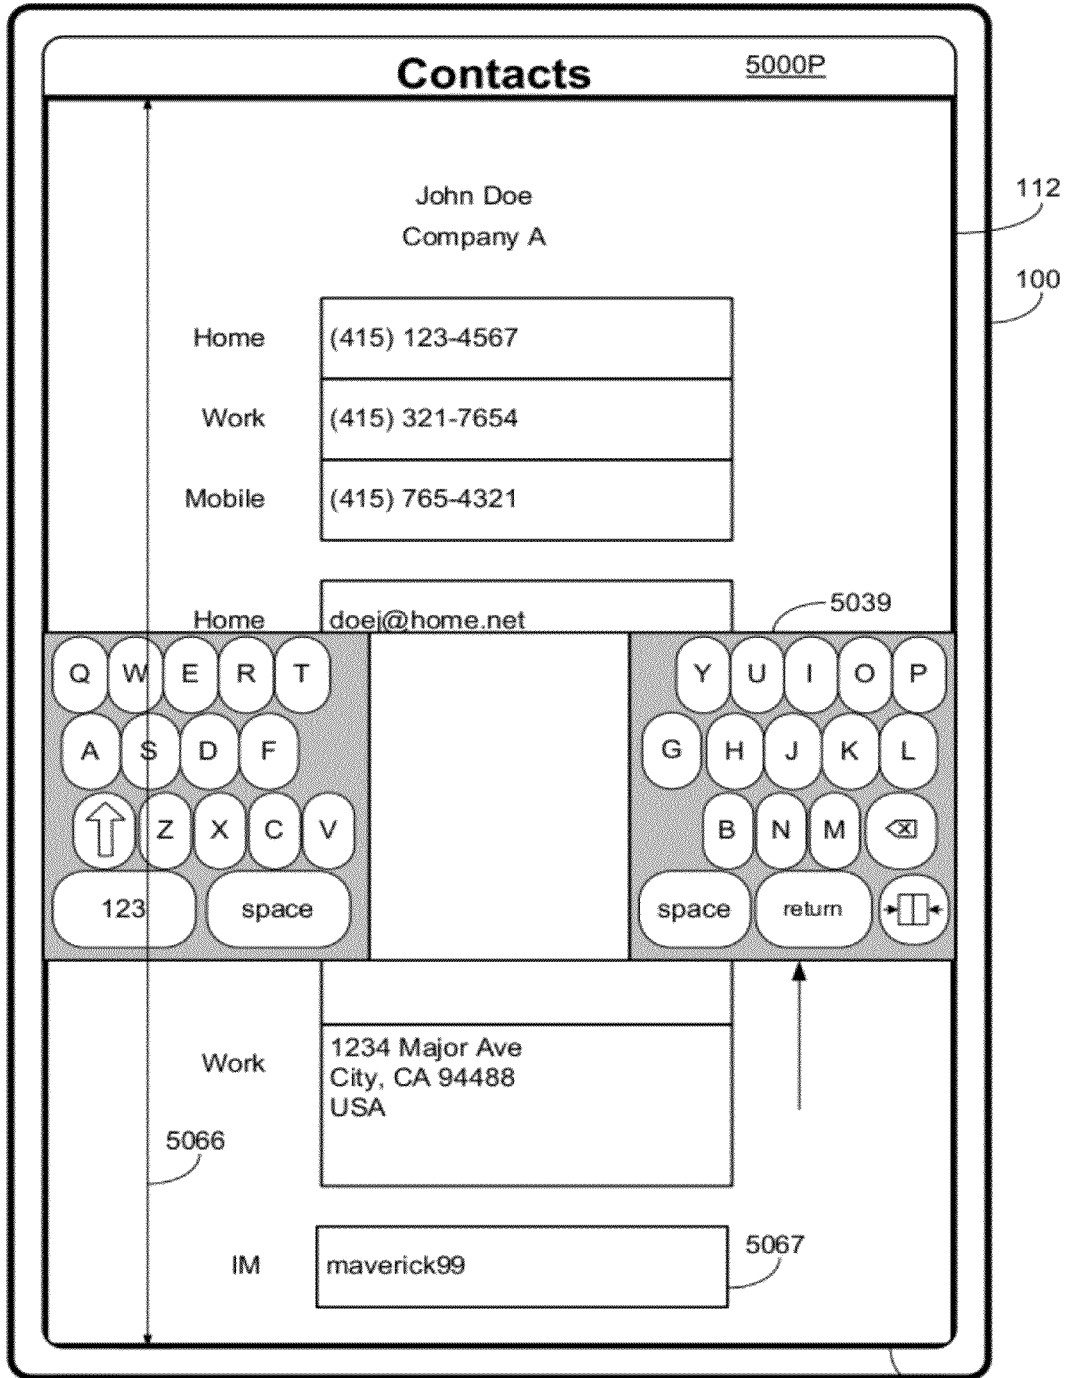 Contacts 5000P
John Doe
112
Company A
100
Home (415) 123-4567
Work (415) 321-7654
Mobile (415) 765-4321
5039
Home doej@home.net
Q W E R T Y U I O P
A S D F G H J K L
Z X C V B N M
123 space space return
Work 1234 Major Ave
City, CA 94488
USA
5066
5067
IM maverick99